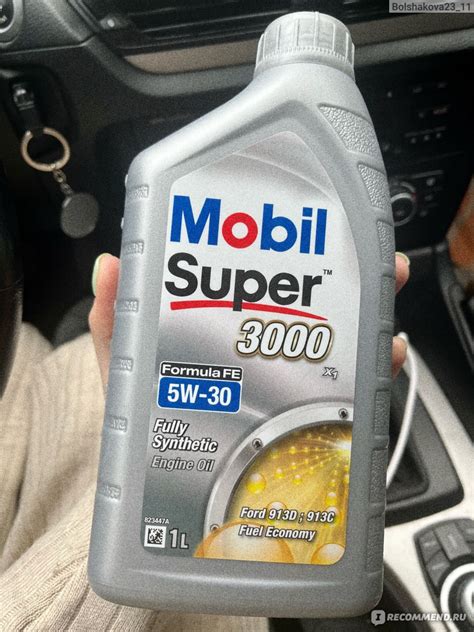 Bolshakova23_11
Mobil
Super™
3000
x1
Formula FE
5W-30
Fully
Synthetic
Engine Oil
823447A
1L
Ford 913D ; 913C
Fuel Economy
I RECOMMEND.RU